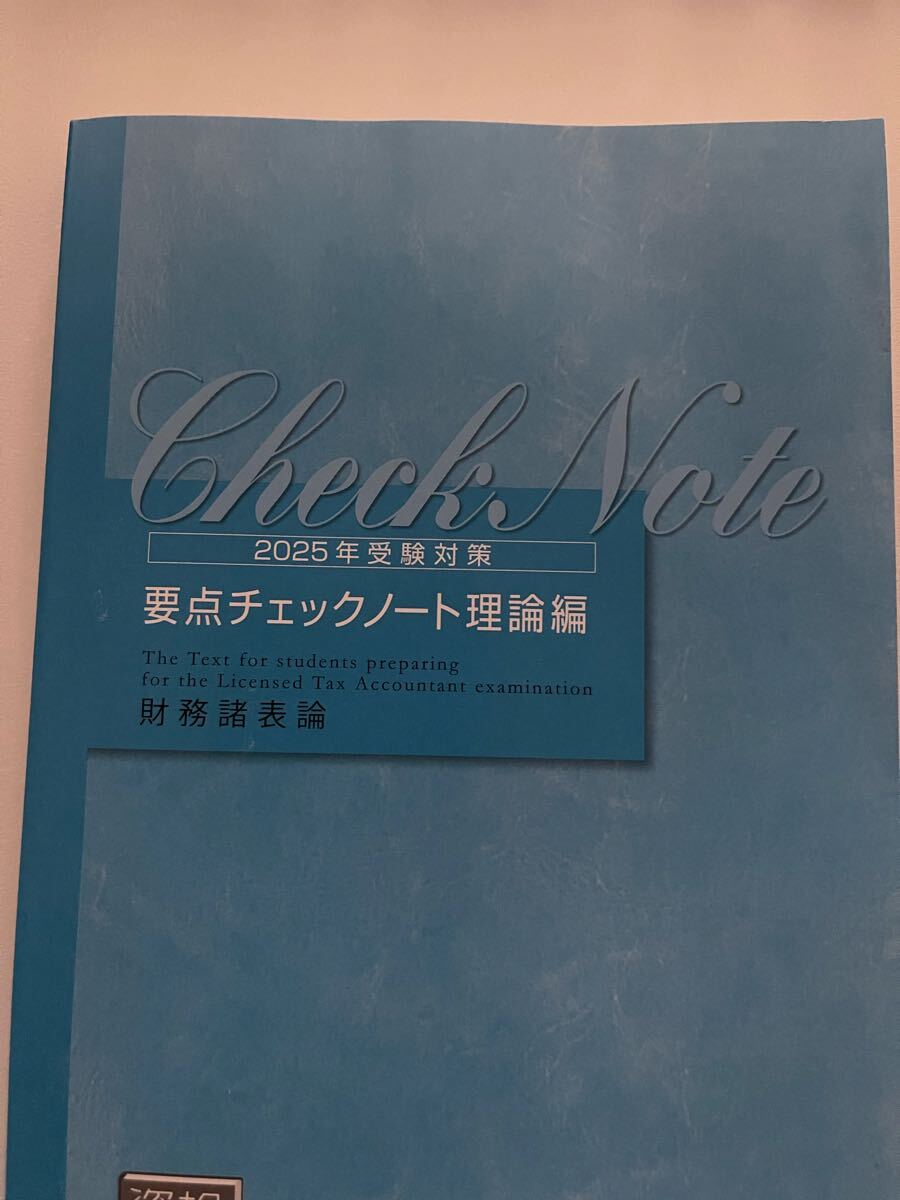 Check Note
2025年受験対策
要点チェックノート理論編
The Text for students preparing
for the Licensed Tax Accountant examination
財務諸表論